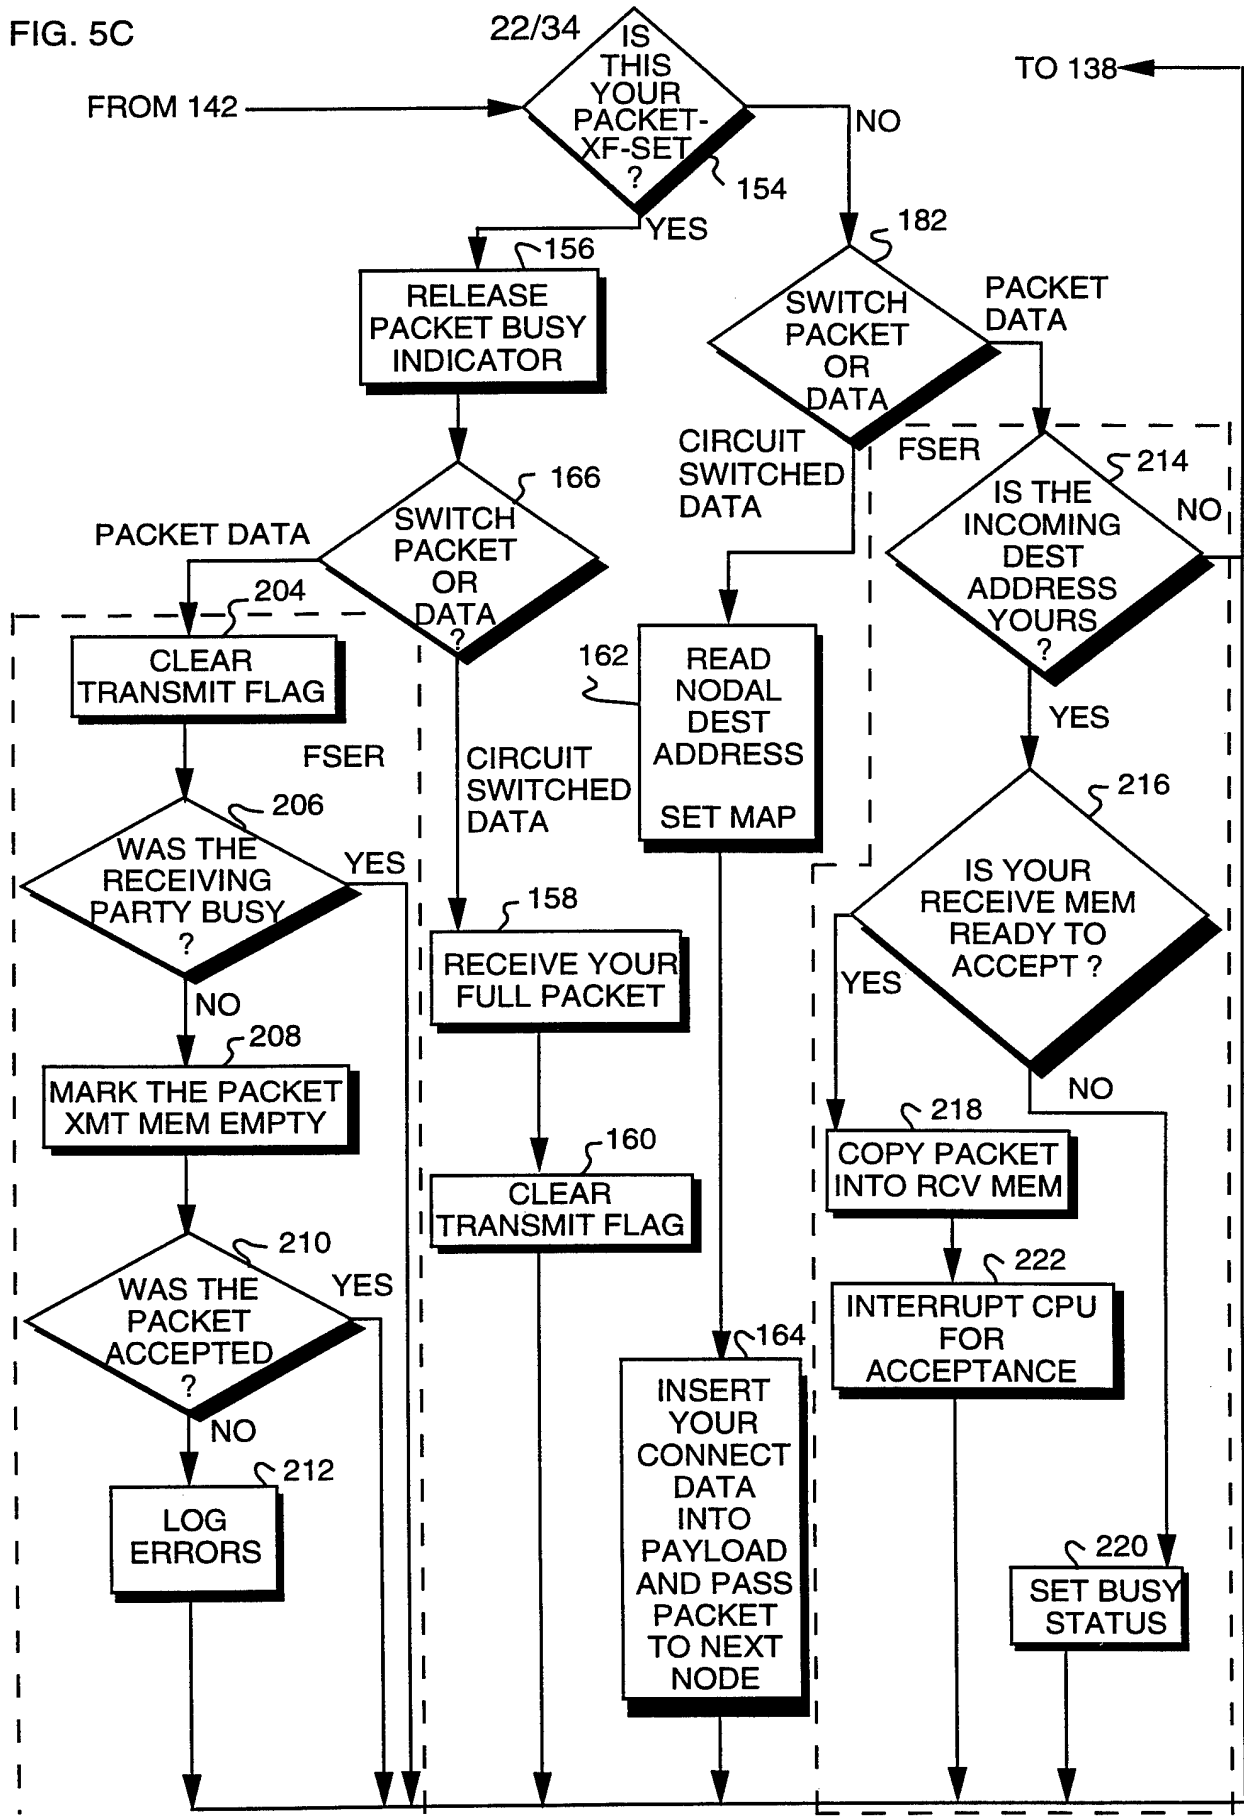 FIG. 5C
22/34
IS
THIS
YOUR
PACKET-
XF-SET
?
154
FROM 142
TO 138
NO
YES
156
RELEASE
PACKET BUSY
INDICATOR
182
SWITCH
PACKET
OR
DATA
PACKET
DATA
CIRCUIT
SWITCHED
DATA
166
SWITCH
PACKET
OR
DATA
?
PACKET DATA
FSER
214
IS THE
INCOMING
DEST
ADDRESS
YOURS
?
NO
YES
204
CLEAR
TRANSMIT FLAG
FSER
162
READ
NODAL
DEST
ADDRESS
SET MAP
CIRCUIT
SWITCHED
DATA
206
WAS THE
RECEIVING
PARTY BUSY
?
YES
NO
216
IS YOUR
RECEIVE MEM
READY TO
ACCEPT ?
YES
NO
158
RECEIVE YOUR
FULL PACKET
208
MARK THE PACKET
XMT MEM EMPTY
218
COPY PACKET
INTO RCV MEM
160
CLEAR
TRANSMIT FLAG
210
WAS THE
PACKET
ACCEPTED
?
YES
NO
222
INTERRUPT CPU
FOR
ACCEPTANCE
164
INSERT
YOUR
CONNECT
DATA
INTO
PAYLOAD
AND PASS
PACKET
TO NEXT
NODE
212
LOG
ERRORS
220
SET BUSY
STATUS